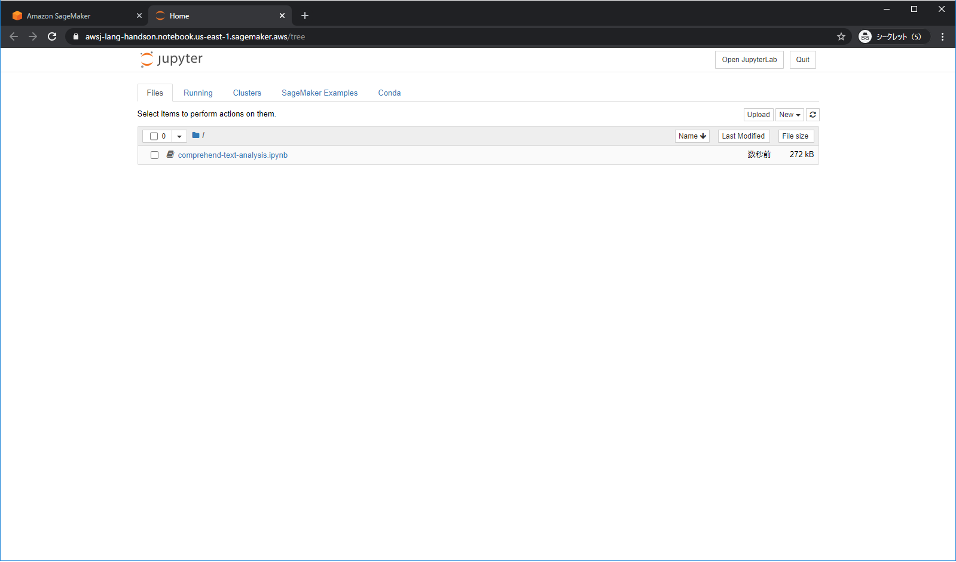 Amazon SageMaker
Home
awsj-lang-handson.notebook.us-east-1.sagemaker.aws/tree
シークレット (5)
jupyter
Open JupyterLab
Quit
Files Running Clusters SageMaker Examples Conda
Select items to perform actions on them.
Upload New
0 / Name Last Modified File size
comprehend-text-analysis.ipynb 数秒前 272 kB